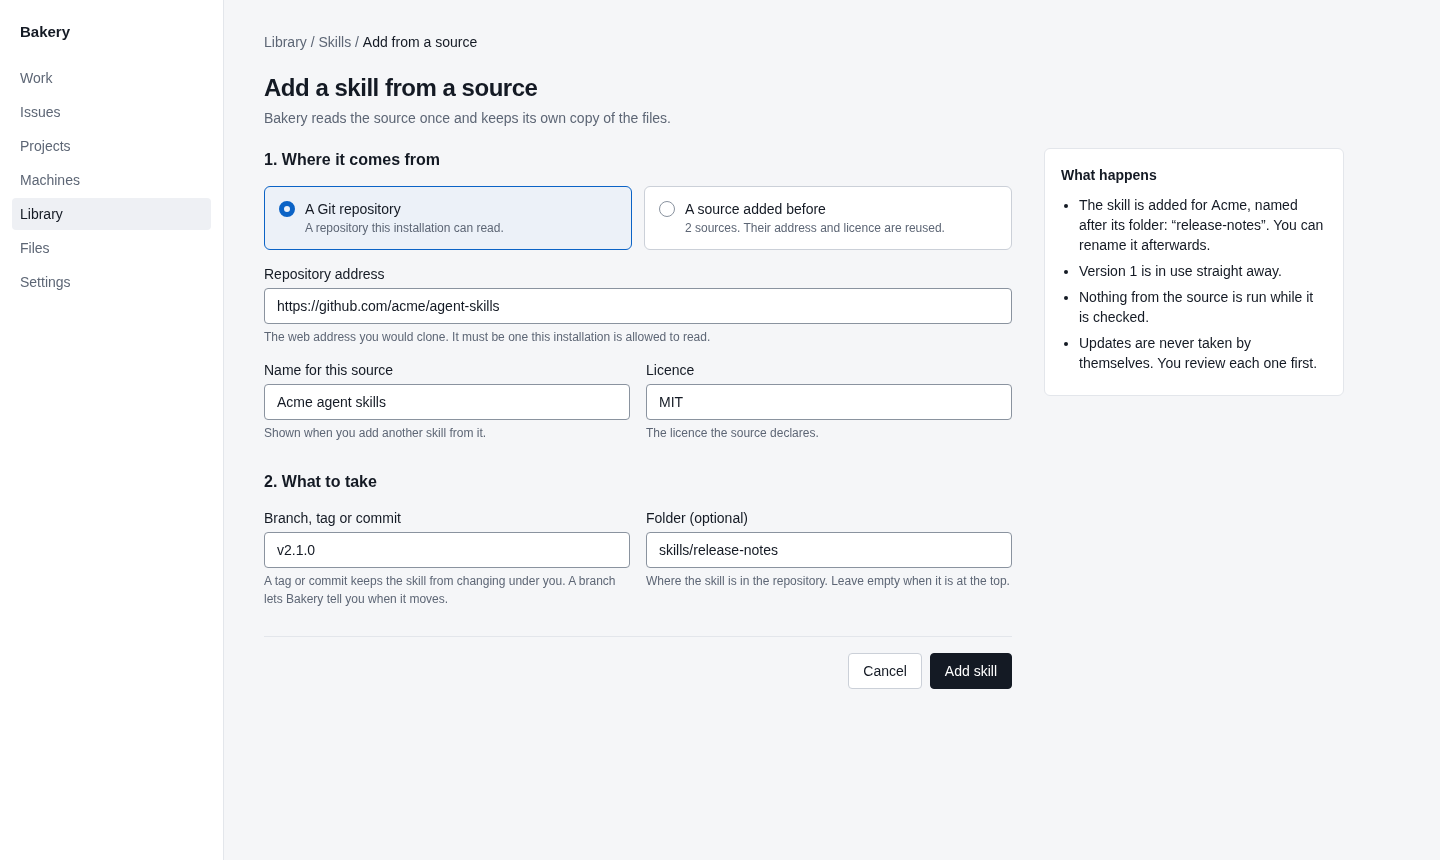 Bakery
Work
Issues
Projects
Machines
Library
Files
Settings
Library / Skills / Add from a source
Add a skill from a source
Bakery reads the source once and keeps its own copy of the files.
1. Where it comes from
A Git repository
A repository this installation can read.
A source added before
2 sources. Their address and licence are reused.
Repository address
https://github.com/acme/agent-skills
The web address you would clone. It must be one this installation is allowed to read.
Name for this source
Acme agent skills
Shown when you add another skill from it.
Licence
MIT
The licence the source declares.
2. What to take
Branch, tag or commit
v2.1.0
A tag or commit keeps the skill from changing under you. A branch
lets Bakery tell you when it moves.
Folder (optional)
skills/release-notes
Where the skill is in the repository. Leave empty when it is at the top.
Cancel
Add skill
What happens
• The skill is added for Acme, named
after its folder: “release-notes”. You can
rename it afterwards.
• Version 1 is in use straight away.
• Nothing from the source is run while it
is checked.
• Updates are never taken by
themselves. You review each one first.